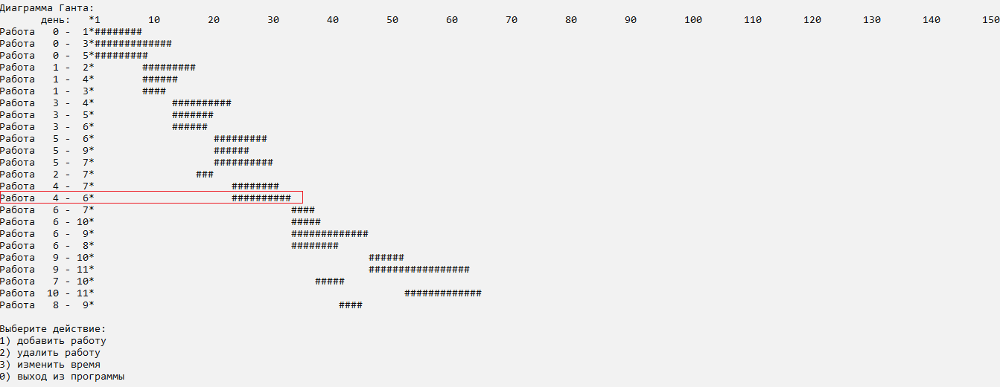 Диаграмма Ганта:
       день:   *1        10        20        30        40        50        60        70        80        90        100       110       120       130       140       150
Работа   0 -  1*########
Работа   0 -  3*#############
Работа   0 -  5*#########
Работа   1 -  2*        #########
Работа   1 -  4*        ######
Работа   1 -  3*        ####
Работа   3 -  4*             ##########
Работа   3 -  5*             #######
Работа   3 -  6*             ######
Работа   5 -  6*                    #########
Работа   5 -  9*                    ######
Работа   5 -  7*                    ##########
Работа   2 -  7*                 ###
Работа   4 -  7*                       ########
Работа   4 -  6*                       ##########
Работа   6 -  7*                                 ####
Работа   6 - 10*                                 #####
Работа   6 -  9*                                 #############
Работа   6 -  8*                                 ########
Работа   9 - 10*                                              ######
Работа   9 - 11*                                              #################
Работа   7 - 10*                                     #####
Работа  10 - 11*                                                    #############
Работа   8 -  9*                                         ####
Выберите действие:
1) добавить работу
2) удалить работу
3) изменить время
0) выход из программы